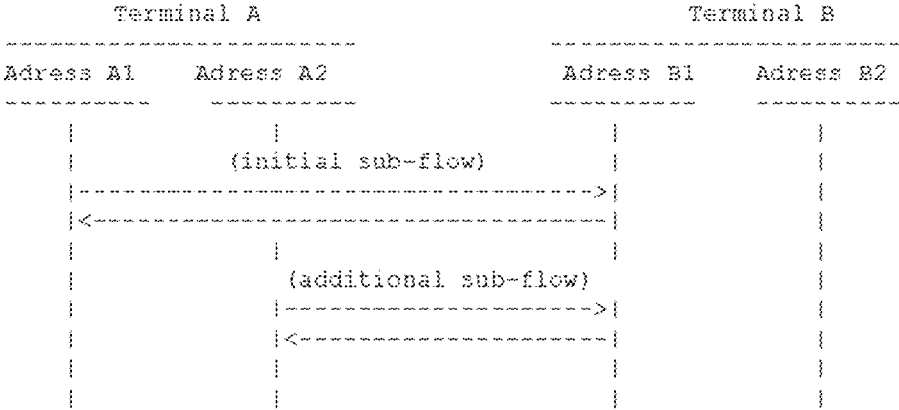 Terminal A Terminal B
Adress A1 Adress A2 Adress B1 Adress B2
(initial sub-flow)
(additional sub-flow)